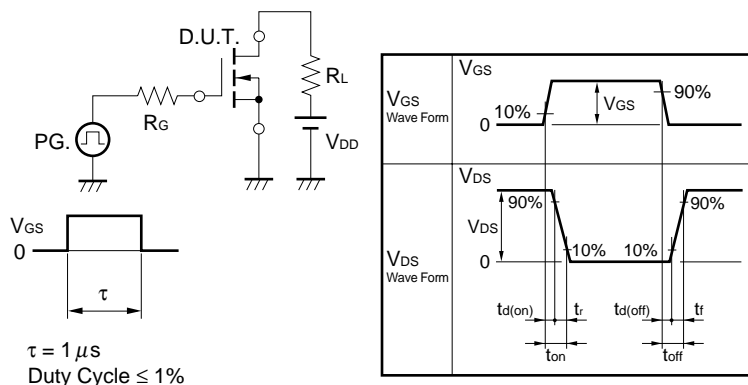 D.U.T.
RL
RG
PG.
VDD
VGS
0
τ
τ = 1 μs
Duty Cycle ≤ 1%
VGS
Wave Form
VGS
10%
VGS
90%
0
VDS
Wave Form
VDS
90%
VDS
90%
10%
10%
0
td(on)
tr
td(off)
tf
ton
toff